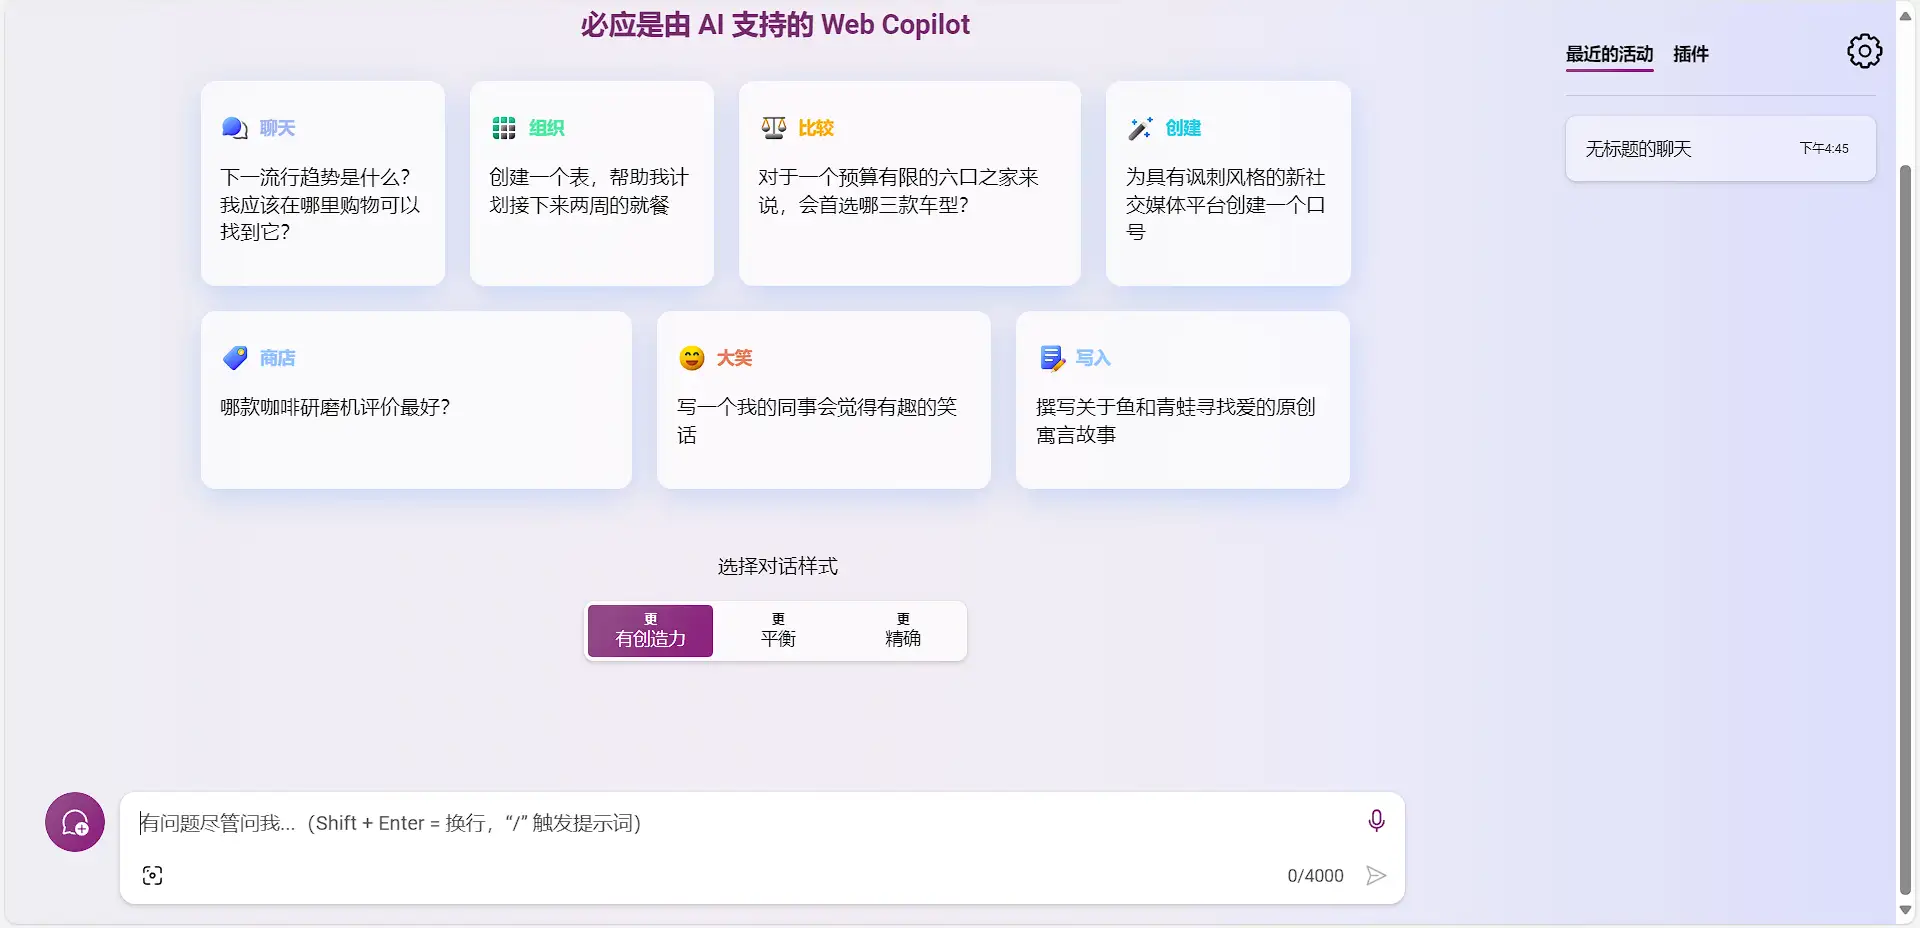 必应是由 AI 支持的 Web Copilot
最近的活动
插件
无标题的聊天
下午4:45
聊天
下一流行趋势是什么?
我应该在哪里购物可以
找到它?
组织
创建一个表，帮助我计
划接下来两周的就餐
比较
对于一个预算有限的六口之家来
说，会首选哪三款车型?
创建
为具有讽刺风格的新社
交媒体平台创建一个口
号
商店
哪款咖啡研磨机评价最好?
大笑
写一个我的同事会觉得有趣的笑
话
写入
撰写关于鱼和青蛙寻找爱的原创
寓言故事
选择对话样式
更
有创造力
更
平衡
更
精确
有问题尽管问我...（Shift + Enter = 换行，“/” 触发提示词)
0/4000